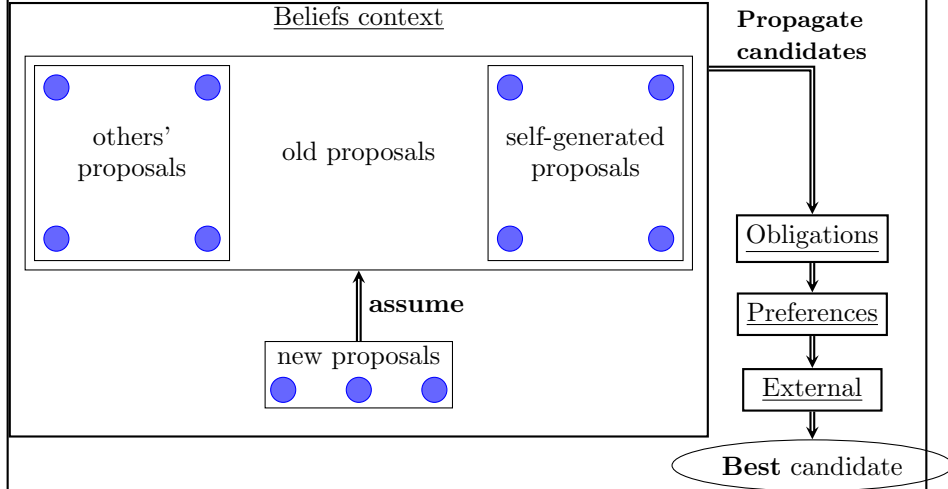 Beliefs context
Propagate
candidates
others'
proposals
old proposals
self-generated
proposals
Obligations
assume
Preferences
new proposals
External
Best candidate